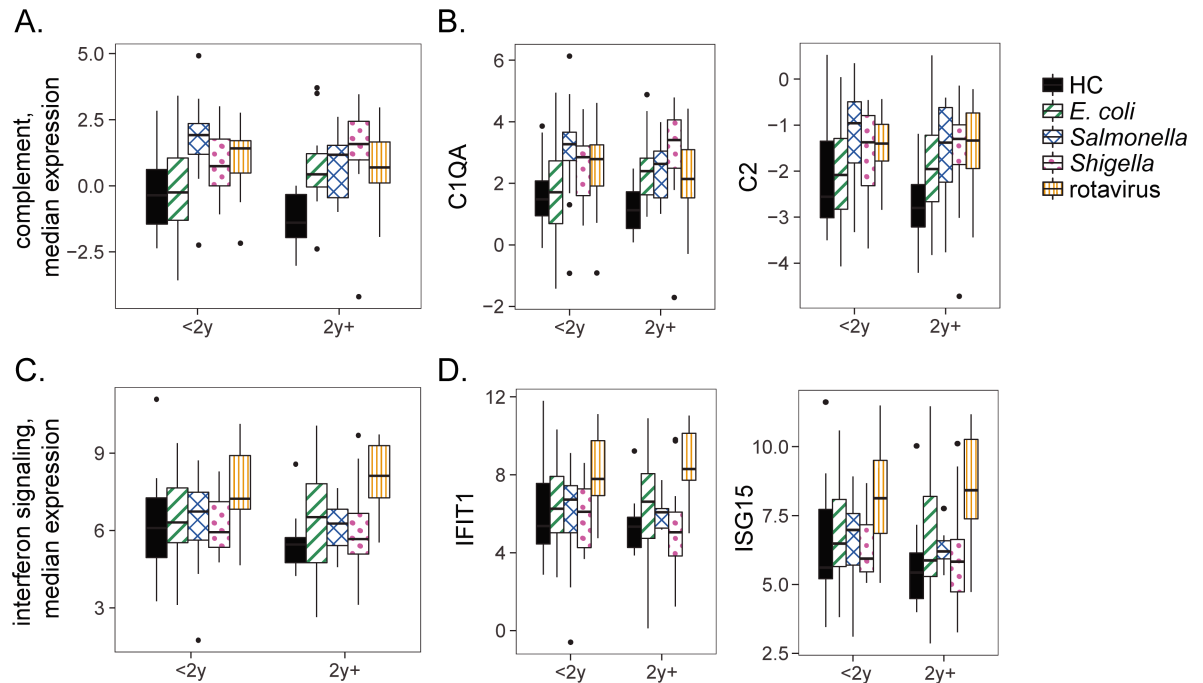 A.
complement,
median expression
5.0
2.5
0.0
−2.5
<2y
2y+
B.
C1QA
6
4
2
0
−2
<2y
2y+
C2
0
−1
−2
−3
−4
<2y
2y+
HC
E. coli
Salmonella
Shigella
rotavirus
C.
interferon signaling,
median expression
9
6
3
<2y
2y+
D.
IFIT1
12
8
4
0
<2y
2y+
ISG15
10.0
7.5
5.0
2.5
<2y
2y+